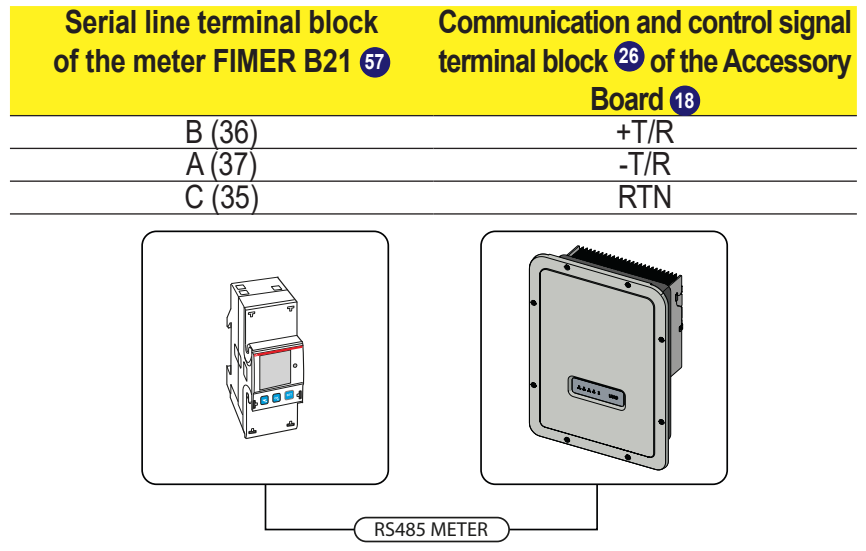 Serial line terminal block
of the meter FIMER B21 57
Communication and control signal
terminal block 26 of the Accessory
Board 18
B (36) +T/R
A (37) -T/R
C (35) RTN
RS485 METER